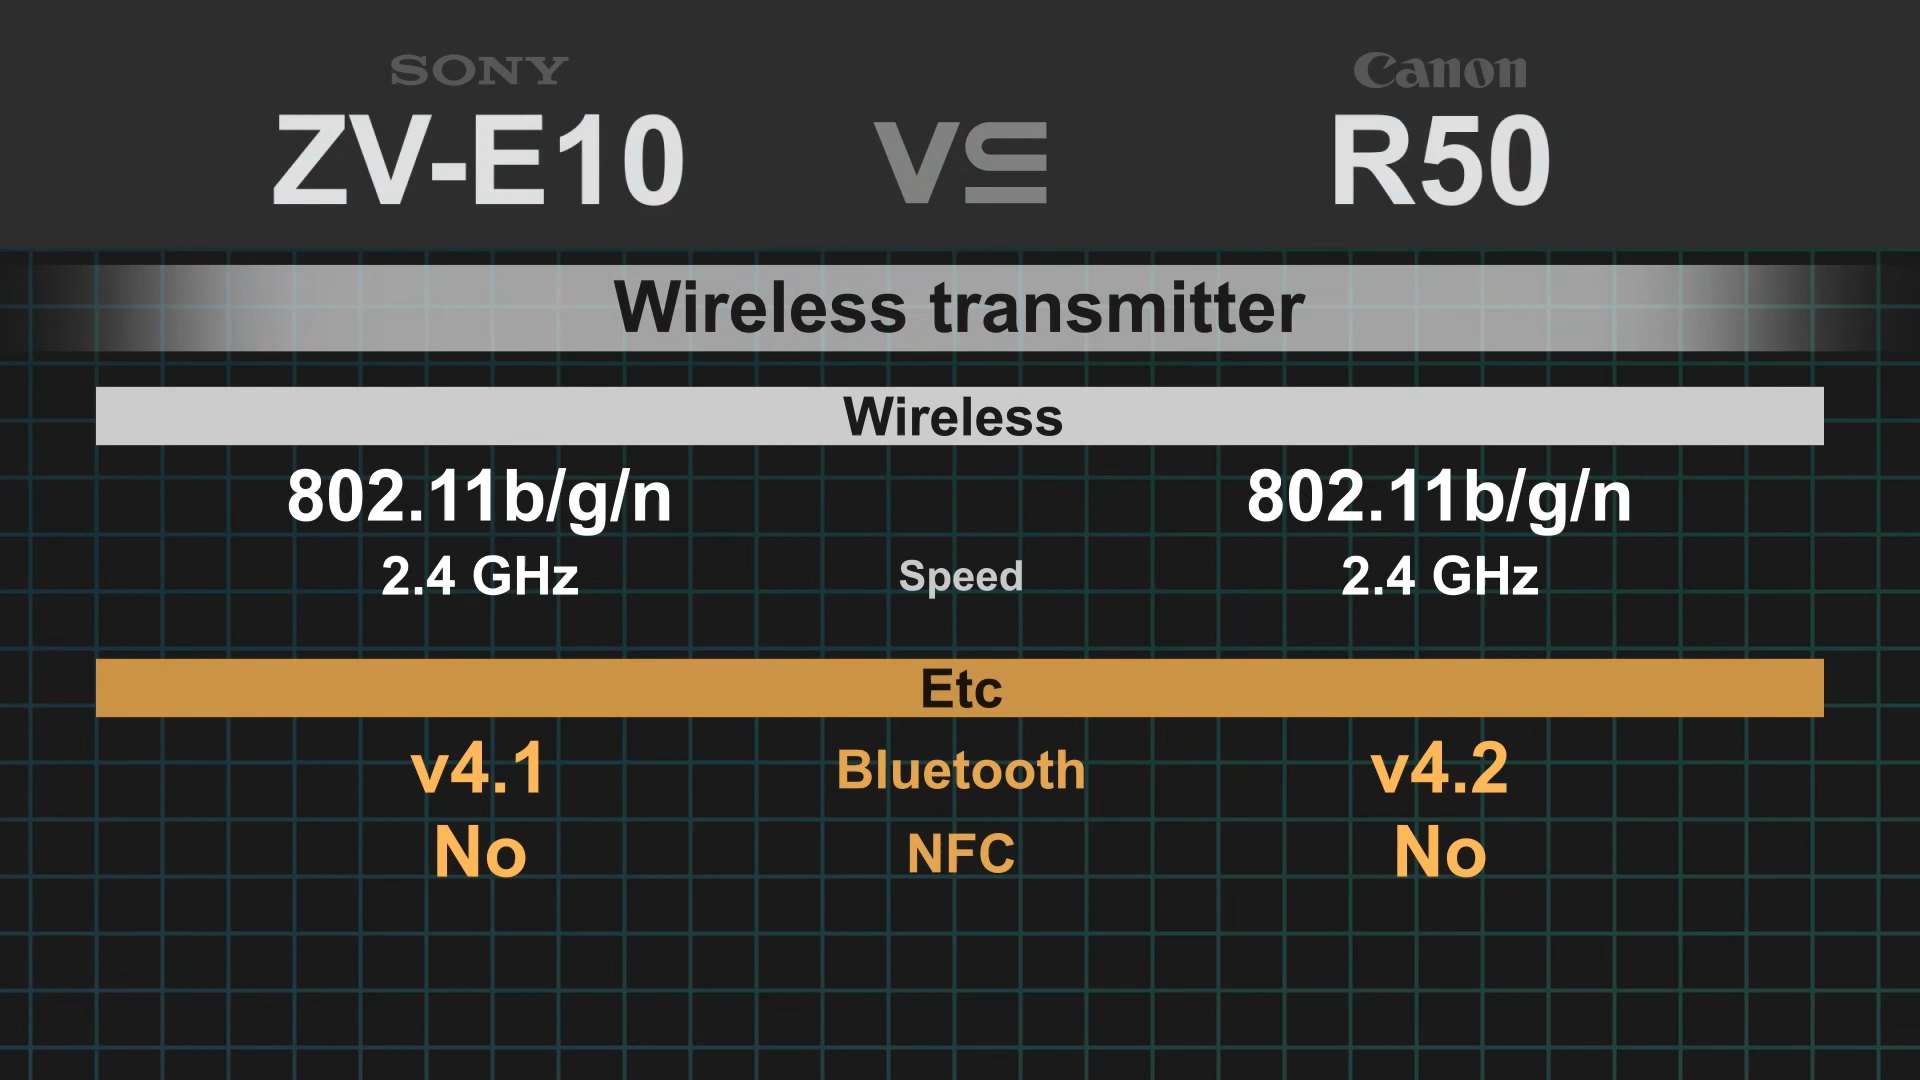 SONY
Canon
ZV-E10 VS R50
Wireless transmitter
Wireless
802.11b/g/n 802.11b/g/n
2.4 GHz Speed 2.4 GHz
Etc
v4.1 Bluetooth v4.2
No NFC No